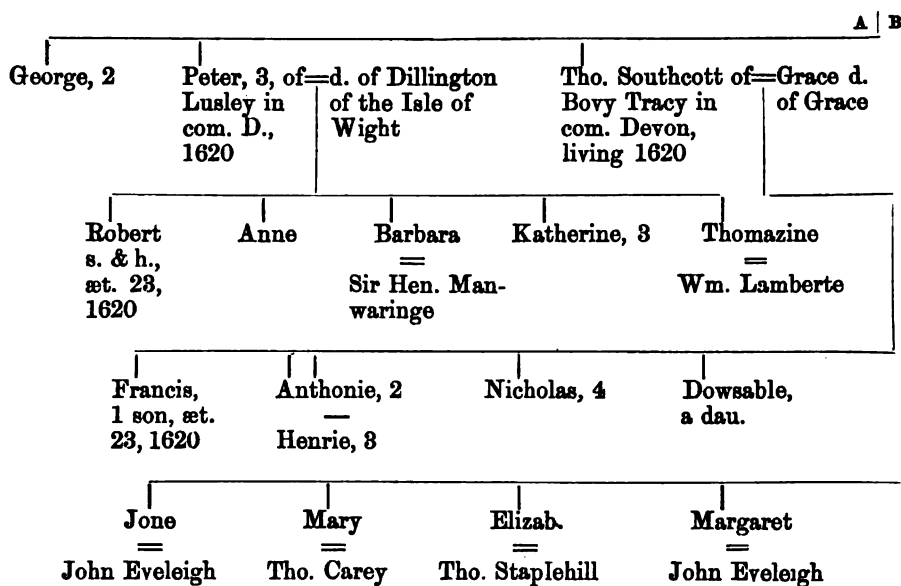 A | B
George, 2
Peter, 3, of=d. of Dillington
Lusley in of the Isle of
com. D., Wight
1620
Tho. Southcott of=Grace d.
Bovy Tracy in of Grace
com. Devon,
living 1620
Robert
s. & h.,
æt. 23,
1620
Anne
Barbara
=
Sir Hen. Man-
waringe
Katherine, 3
Thomazine
=
Wm. Lamberte
Francis,
1 son, æt.
23, 1620
Anthonie, 2
—
Henrie, 3
Nicholas, 4
Dowsable,
a dau.
Jone
=
John Eveleigh
Mary
=
Tho. Carey
Elizab.
=
Tho. Staplehill
Margaret
=
John Eveleigh